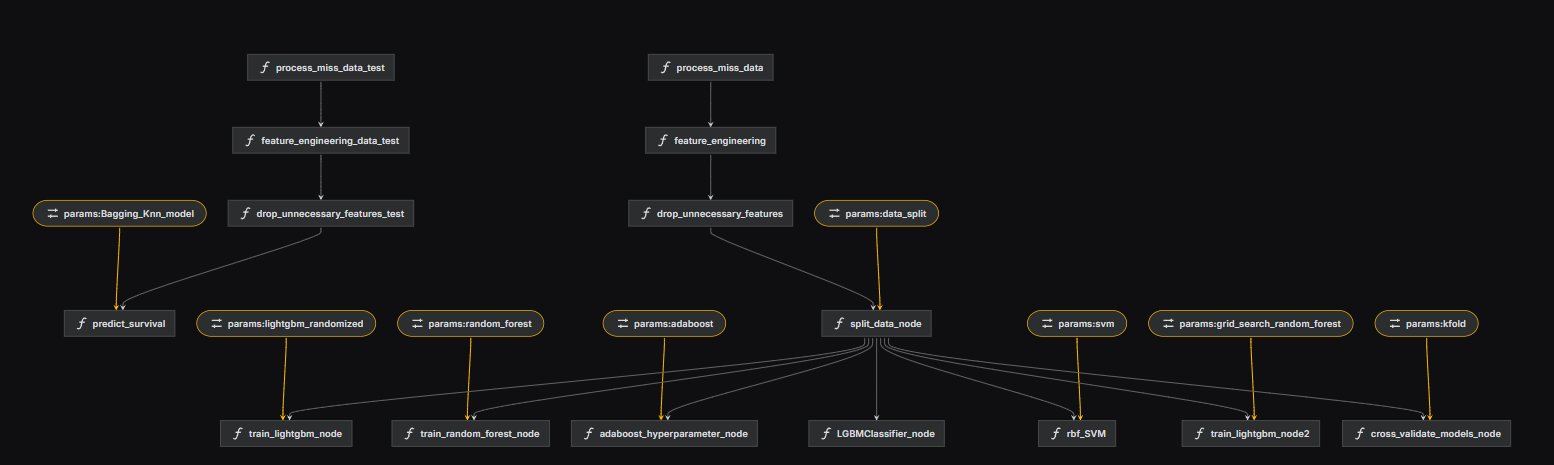 process_miss_data_test
process_miss_data
feature_engineering_data_test
feature_engineering
params:Bagging_Knn_model
drop_unnecessary_features_test
drop_unnecessary_features
params:data_split
predict_survival
params:lightgbm_randomized
params:random_forest
params:adaboost
split_data_node
params:svm
params:grid_search_random_forest
params:kfold
train_lightgbm_node
train_random_forest_node
adaboost_hyperparameter_node
LGBMClassifier_node
rbf_SVM
train_lightgbm_node2
cross_validate_models_node